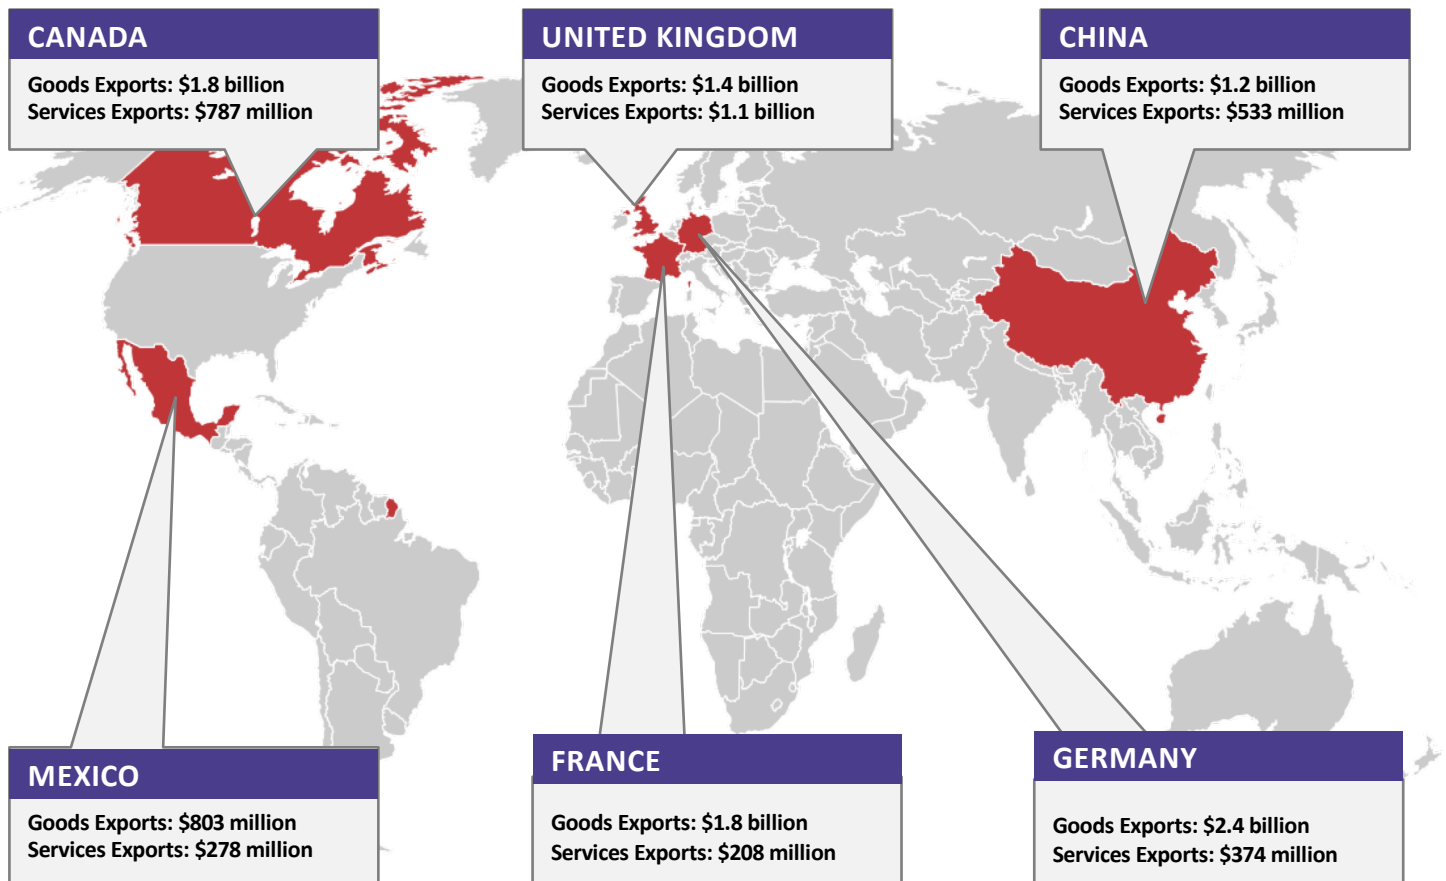 CANADA
Goods Exports: $1.8 billion
Services Exports: $787 million
UNITED KINGDOM
Goods Exports: $1.4 billion
Services Exports: $1.1 billion
CHINA
Goods Exports: $1.2 billion
Services Exports: $533 million
MEXICO
Goods Exports: $803 million
Services Exports: $278 million
FRANCE
Goods Exports: $1.8 billion
Services Exports: $208 million
GERMANY
Goods Exports: $2.4 billion
Services Exports: $374 million